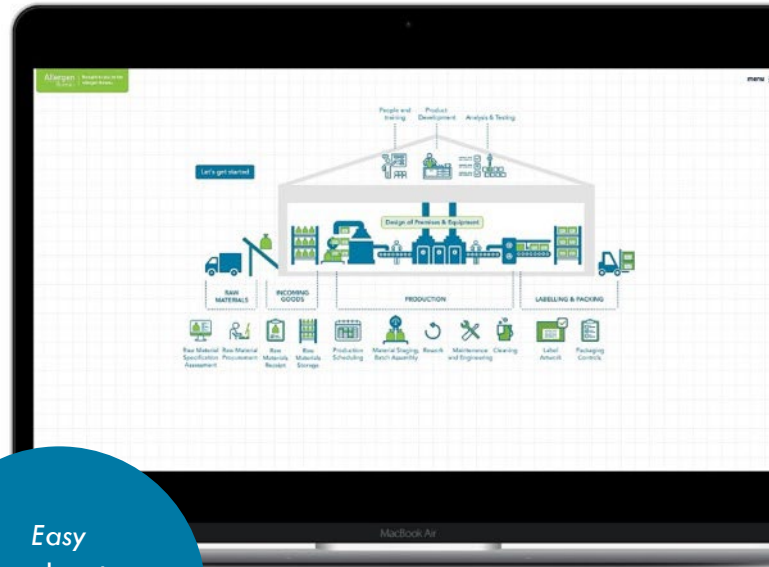 Allergen
Bureau
menu
People and
training
Product
Development
Analysis & Testing
Let's get started
Design of Premises & Equipment
RAW
MATERIALS
INCOMING
GOODS
PRODUCTION
LABELLING & PACKING
Raw Material
Specification
Assessment
Raw Material
Procurement
Raw
Materials
Receipt
Raw
Materials
Storage
Production
Scheduling
Material Staging,
Batch Assembly
Rework
Maintenance
and Engineering
Cleaning
Label
Artwork
Packaging
Controls
MacBook Air
Easy